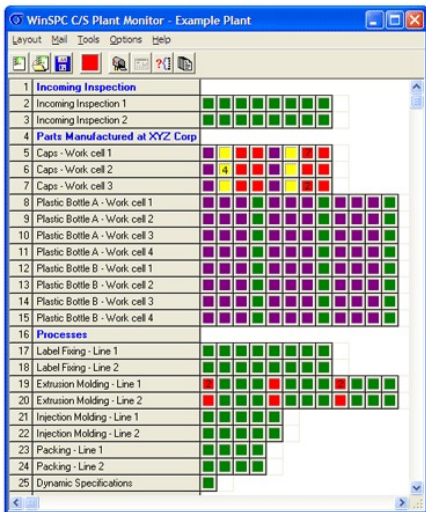 WinSPC C/S Plant Monitor - Example Plant
Layout Mail Tools Options Help
1 Incoming Inspection
2 Incoming Inspection 1
3 Incoming Inspection 2
4 Parts Manufactured at XYZ Corp
5 Caps - Work cell 1 2
6 Caps - Work cell 2 4
7 Caps - Work cell 3 2
8 Plastic Bottle A - Work cell 1
9 Plastic Bottle A - Work cell 2
10 Plastic Bottle A - Work cell 3
11 Plastic Bottle A - Work cell 4
12 Plastic Bottle B - Work cell 1
13 Plastic Bottle B - Work cell 2
14 Plastic Bottle B - Work cell 3
15 Plastic Bottle B - Work cell 4
16 Processes
17 Label Fixing - Line 1
18 Label Fixing - Line 2
19 Extrusion Molding - Line 1 2 2
20 Extrusion Molding - Line 2
21 Injection Molding - Line 1
22 Injection Molding - Line 2
23 Packing - Line 1
24 Packing - Line 2
25 Dynamic Specifications